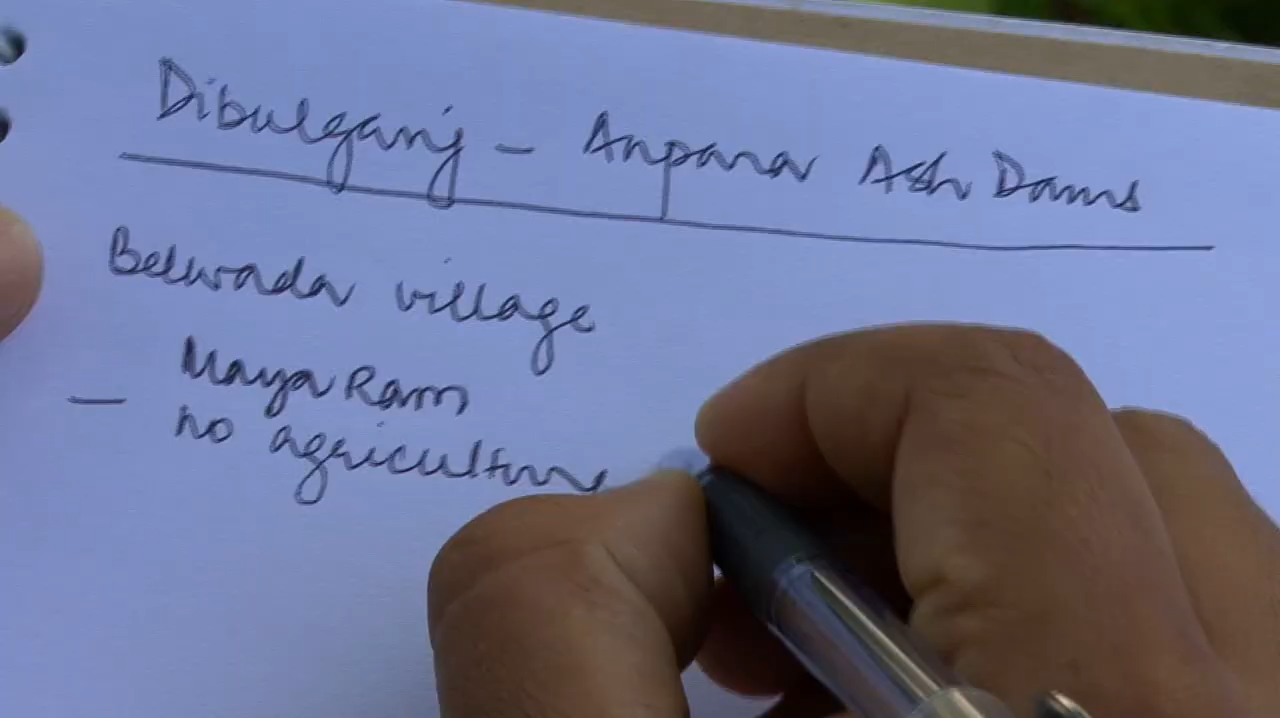 Dibulganj - Anpara Ash Dams
Belwada village
Maya Ram
- no agriculture